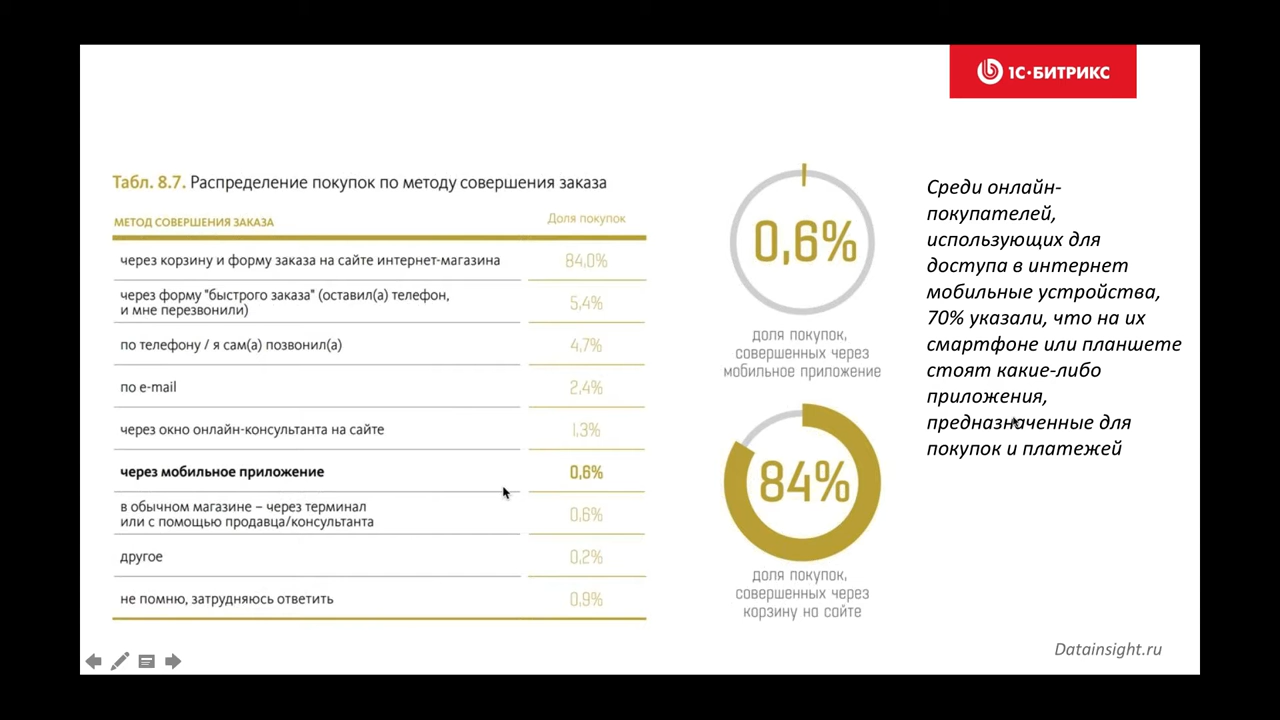 1С·БИТРИКС
Табл. 8.7. Распределение покупок по методу совершения заказа
МЕТОД СОВЕРШЕНИЯ ЗАКАЗА Доля покупок
через корзину и форму заказа на сайте интернет-магазина 84,0%
через форму "быстрого заказа" (оставил(а) телефон,
и мне перезвонили) 5,4%
по телефону / я сам(а) позвонил(а) 4,7%
по e-mail 2,4%
через окно онлайн-консультанта на сайте 1,3%
через мобильное приложение 0,6%
в обычном магазине – через терминал
или с помощью продавца/консультанта 0,6%
другое 0,2%
не помню, затрудняюсь ответить 0,9%
0,6%
доля покупок,
совершенных через
мобильное приложение
84%
доля покупок,
совершенных через
корзину на сайте
Среди онлайн-
покупателей,
использующих для
доступа в интернет
мобильные устройства,
70% указали, что на их
смартфоне или планшете
стоят какие-либо
приложения,
предназначенные для
покупок и платежей
Datainsight.ru